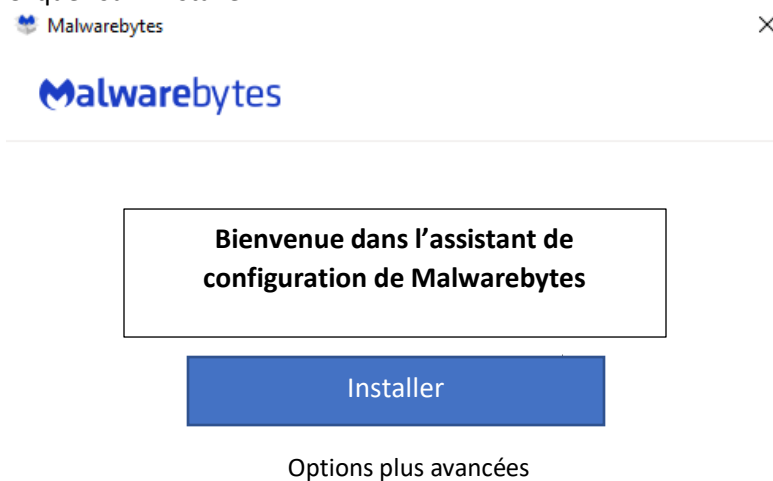 Malwarebytes
Malwarebytes
Bienvenue dans l’assistant de
configuration de Malwarebytes
Installer
Options plus avancées